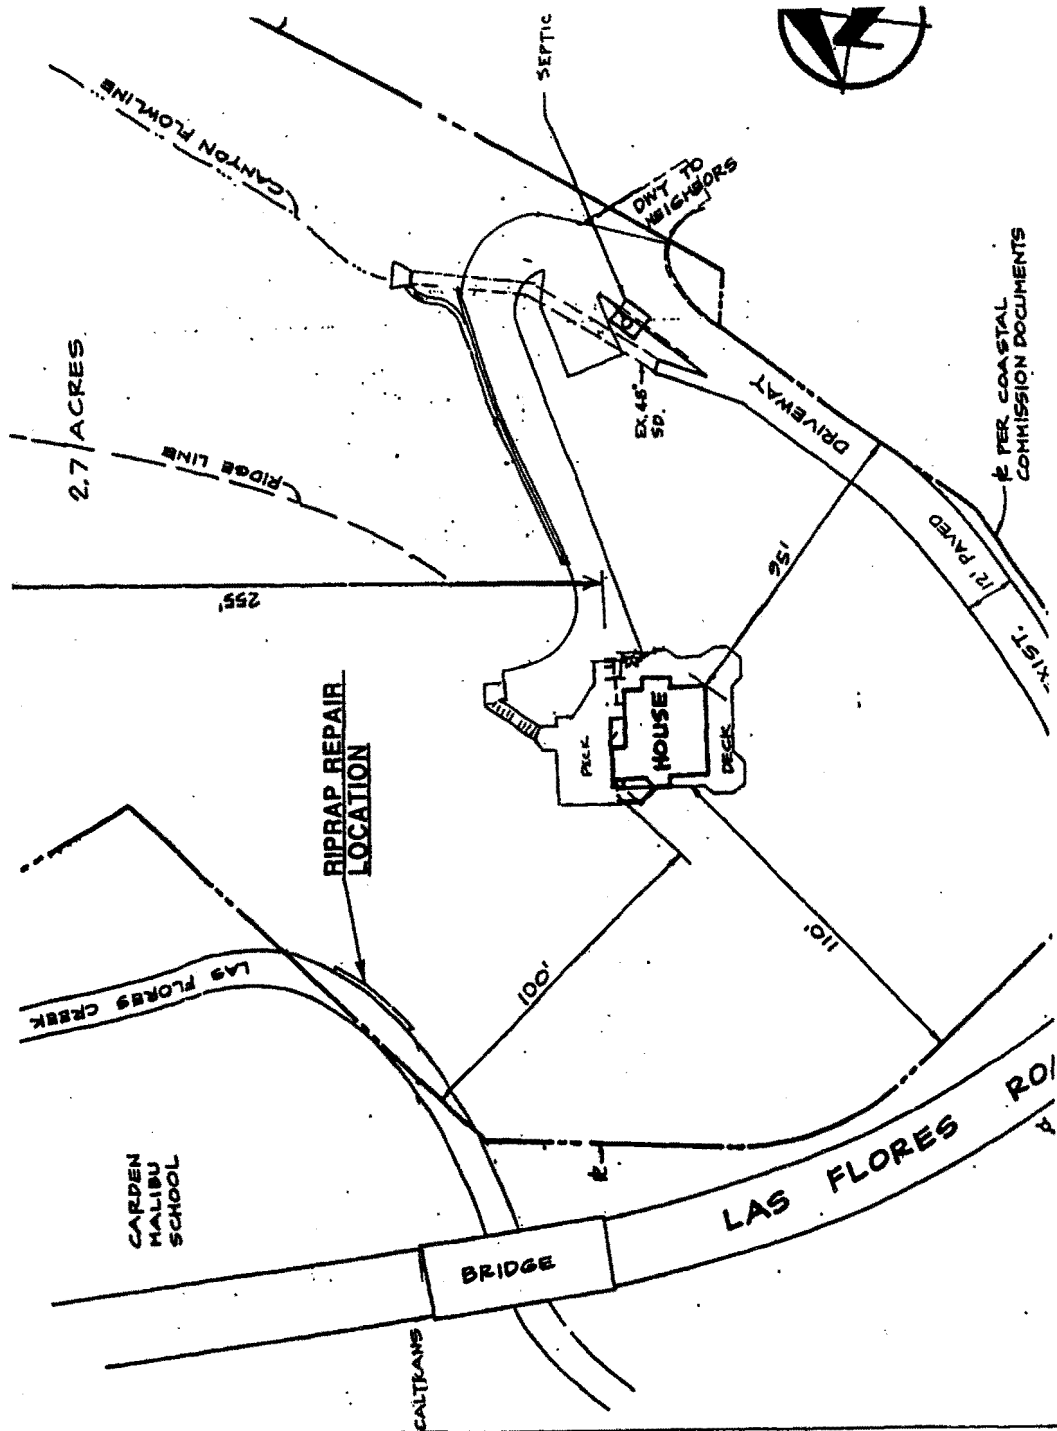 CANYON FLOWLINE
SEPTIC
DWY TO
NEIGHBORS
2.7 ACRES
RIDGE LINE
255'
EX. 48"
SD.
DRIVEWAY
℄ PER COASTAL
COMMISSION DOCUMENTS
12' PAVED
EXIST.
95'
RIPRAP REPAIR
LOCATION
DECK
HOUSE
DECK
LAS FLORES CREEK
100'
110'
CARDEN
MALIBU
SCHOOL
BRIDGE
LAS FLORES
CALTRANS